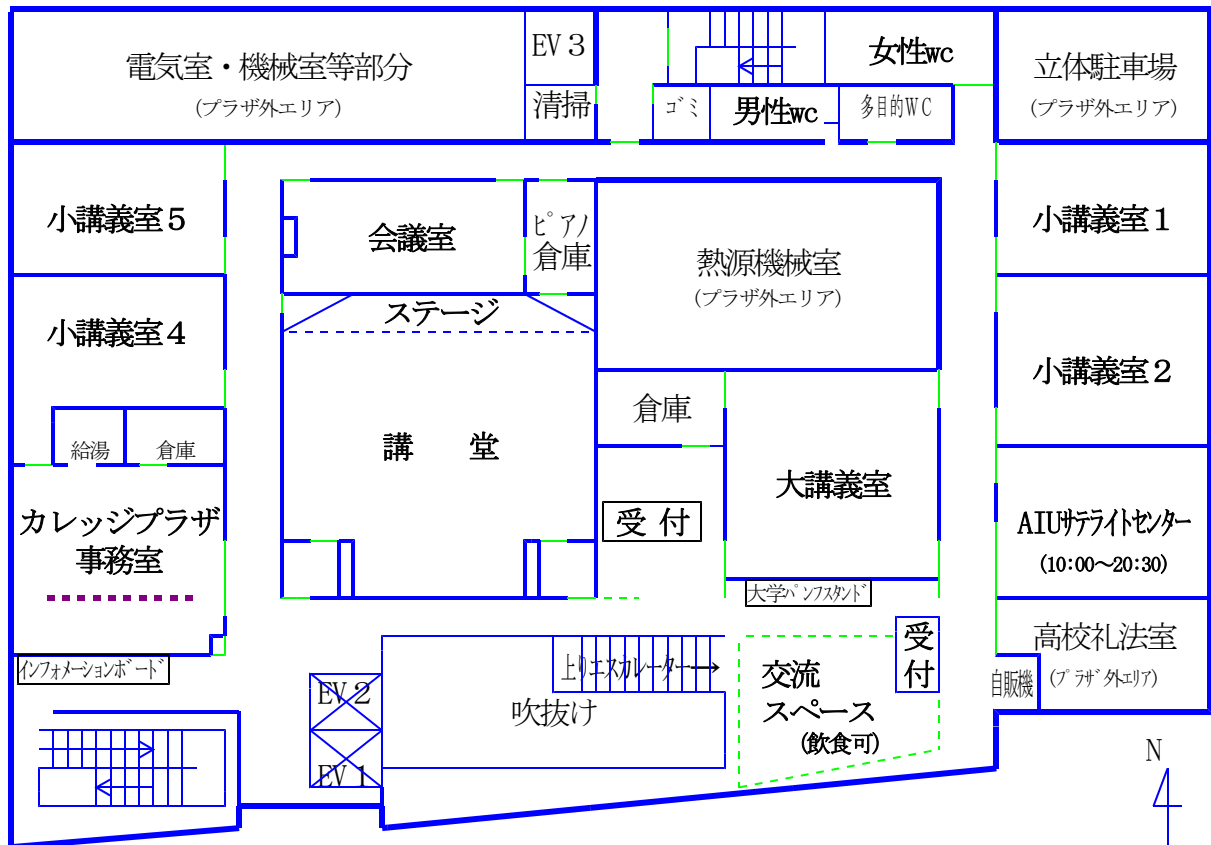 電気室・機械室等部分
(プラザ外エリア)
EV３
清掃
ｺﾞﾐ
男性wc
女性wc
多目的WC
立体駐車場
(プラザ外エリア)
小講義室５
会議室
ﾋﾟｱﾉ
倉庫
熱源機械室
(プラザ外エリア)
小講義室１
小講義室４
ステージ
小講義室２
講　堂
倉庫
給湯
倉庫
大講義室
受付
カレッジプラザ
事務室
AIUｻﾃﾗｲﾄｾﾝﾀｰ
(10:00～20:30)
大学ﾊﾟﾝﾌｽﾀﾝﾄﾞ
受
付
高校礼法室
(ﾌﾟﾗｻﾞ外ｴﾘｱ)
自販機
ｲﾝﾌｫﾒｰｼｮﾝﾎﾞｰﾄﾞ
EV２
EV１
上りｴｽｶﾚｰﾀｰ→
吹抜け
交流
スペース
(飲食可)
N